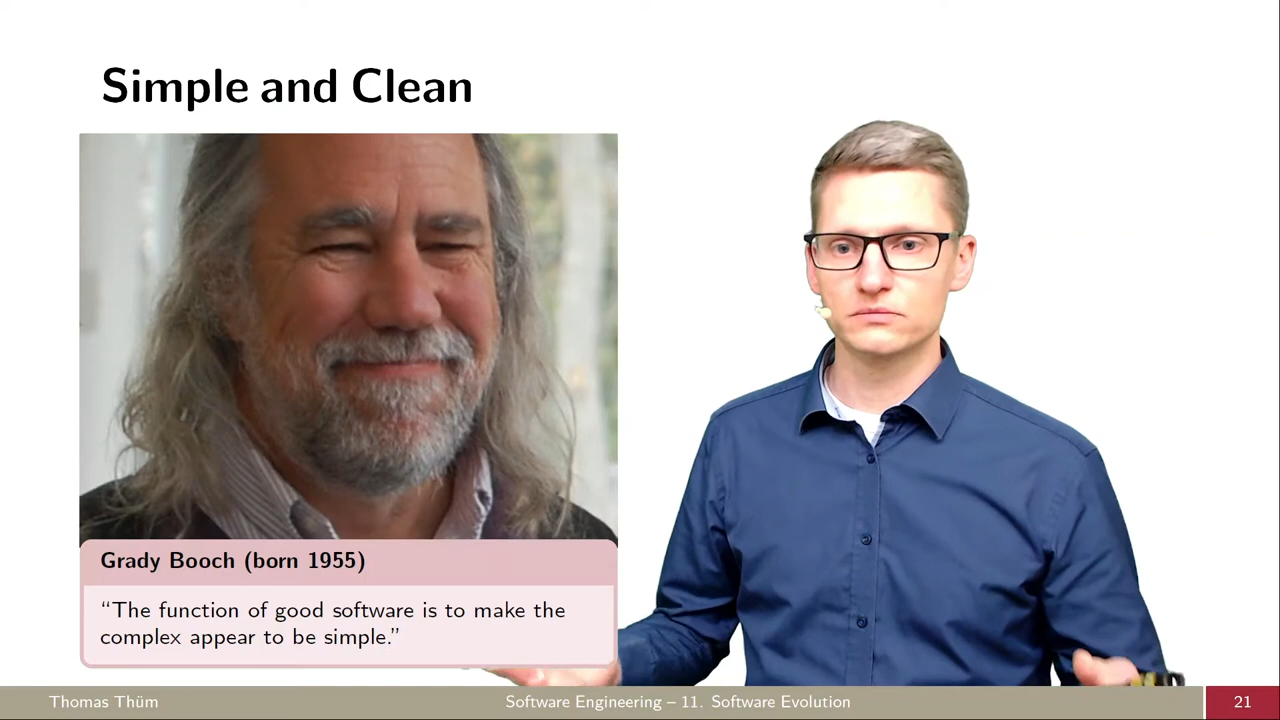 Simple and Clean
Grady Booch (born 1955)
“The function of good software is to make the
complex appear to be simple.”
Thomas Thüm
Software Engineering – 11. Software Evolution
21